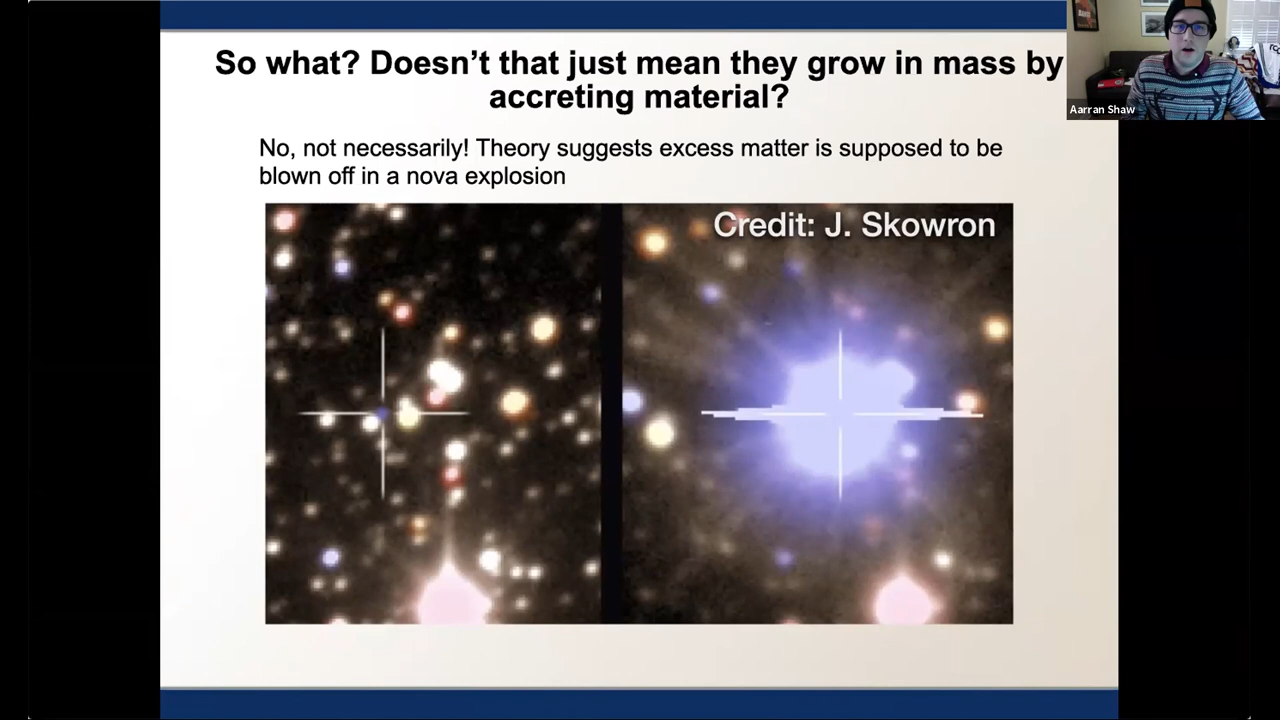 So what? Doesn’t that just mean they grow in mass by
accreting material?
Aarran Shaw
No, not necessarily! Theory suggests excess matter is supposed to be
blown off in a nova explosion
Credit: J. Skowron